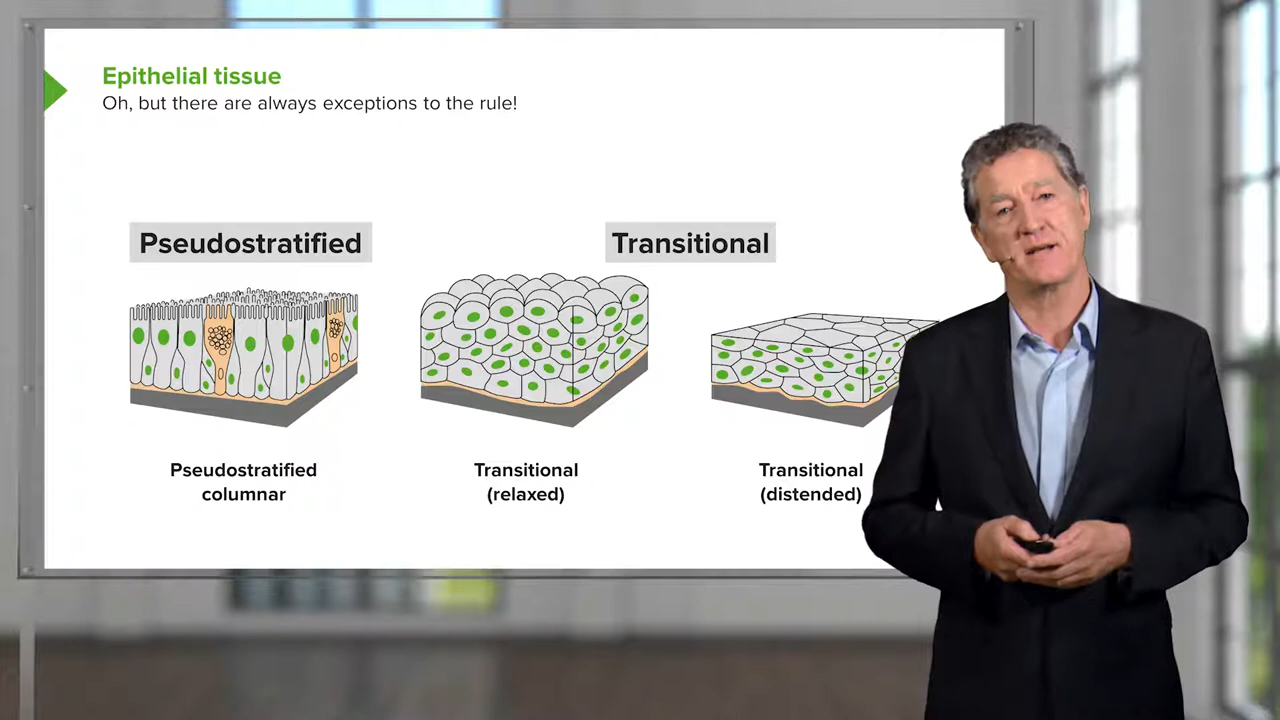 Epithelial tissue
Oh, but there are always exceptions to the rule!
Pseudostratified
Transitional
Pseudostratified
columnar
Transitional
(relaxed)
Transitional
(distended)